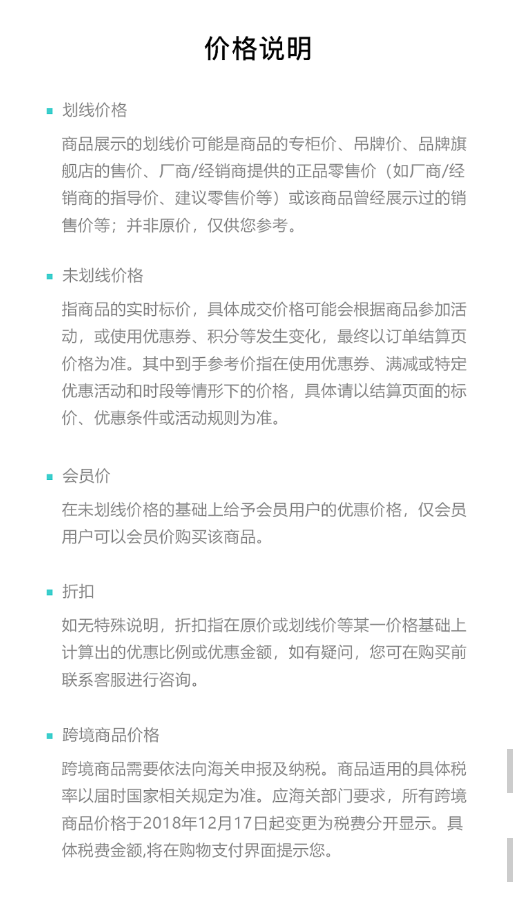 价格说明
划线价格
商品展示的划线价可能是商品的专柜价、吊牌价、品牌旗
舰店的售价、厂商/经销商提供的正品零售价（如厂商/经
销商的指导价、建议零售价等）或该商品曾经展示过的销
售价等；并非原价，仅供您参考。
未划线价格
指商品的实时标价，具体成交价格可能会根据商品参加活
动，或使用优惠券、积分等发生变化，最终以订单结算页
价格为准。其中到手参考价指在使用优惠券、满减或特定
优惠活动和时段等情形下的价格，具体请以结算页面的标
价、优惠条件或活动规则为准。
会员价
在未划线价格的基础上给予会员用户的优惠价格，仅会员
用户可以会员价购买该商品。
折扣
如无特殊说明，折扣指在原价或划线价等某一价格基础上
计算出的优惠比例或优惠金额，如有疑问，您可在购买前
联系客服进行咨询。
跨境商品价格
跨境商品需要依法向海关申报及纳税。商品适用的具体税
率以届时国家相关规定为准。应海关部门要求，所有跨境
商品价格于2018年12月17日起变更为税费分开显示。具
体税费金额,将在购物支付界面提示您。